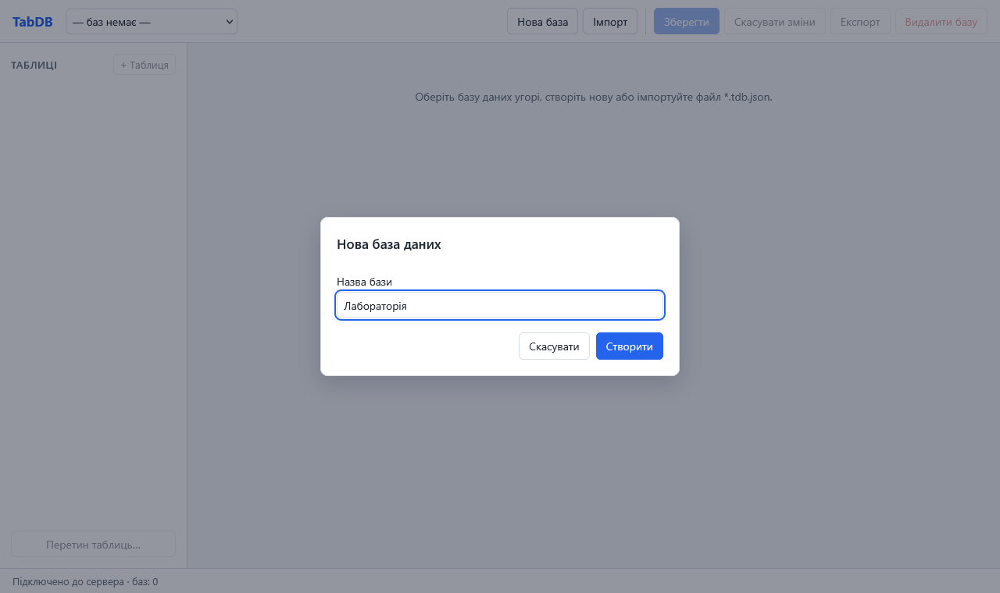 TabDB
— баз немає —
Нова база
Імпорт
Зберегти
Скасувати зміни
Експорт
Видалити базу
ТАБЛИЦІ
+ Таблиця
Оберіть базу даних угорі, створіть нову або імпортуйте файл *.tdb.json.
Нова база даних
Назва бази
Лабораторія
Скасувати
Створити
Перетин таблиць...
Підключено до сервера · баз: 0